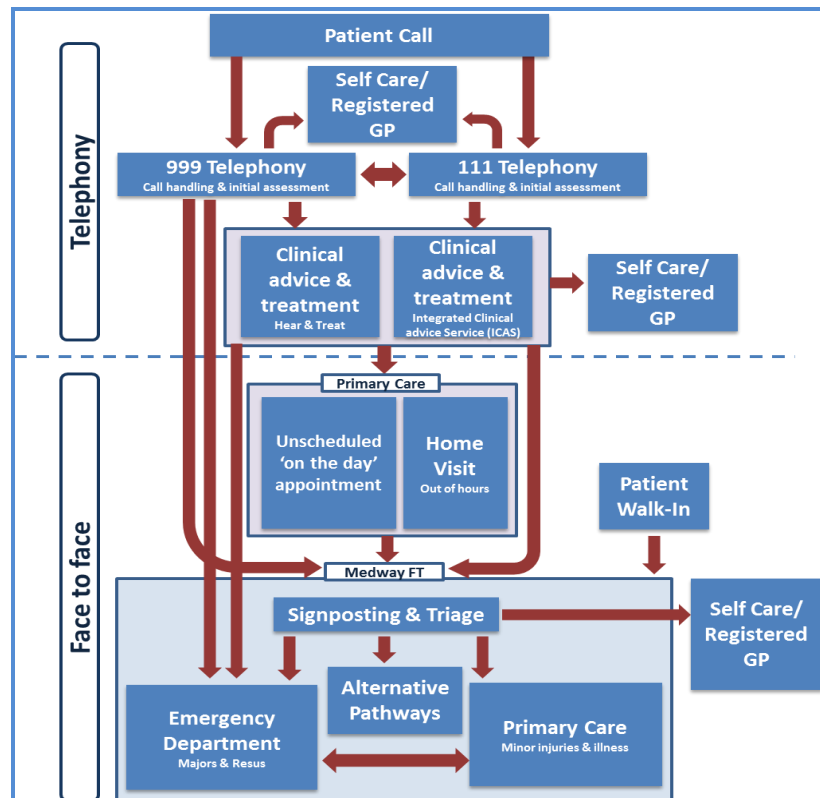 Patient Call
Self Care/
Registered
GP
999 Telephony
Call handling & initial assessment
111 Telephony
Call handling & initial assessment
Telephony
Clinical
advice &
treatment
Hear & Treat
Clinical
advice &
treatment
Integrated Clinical
advice Service (ICAS)
Self Care/
Registered
GP
Primary Care
Unscheduled
‘on the day’
appointment
Home
Visit
Out of hours
Patient
Walk-In
Face to face
Medway FT
Signposting & Triage
Self Care/
Registered
GP
Alternative
Pathways
Emergency
Department
Majors & Resus
Primary Care
Minor injuries & illness